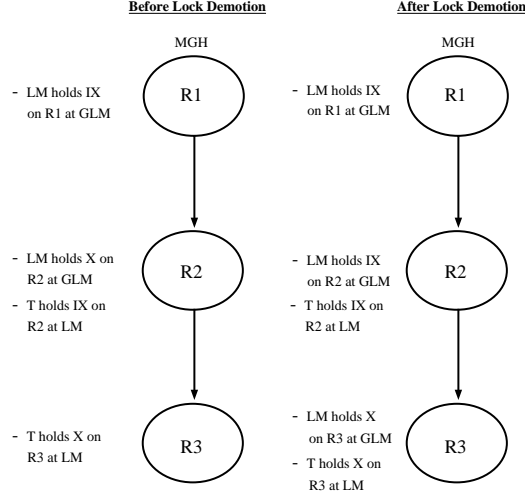 Before Lock Demotion
MGH
- LM holds IX
on R1 at GLM
R1
- LM holds X on
R2 at GLM
- T holds IX on
R2 at LM
R2
- T holds X on
R3 at LM
R3
After Lock Demotion
MGH
- LM holds IX
on R1 at GLM
R1
- LM holds IX
on R2 at GLM
- T holds IX on
R2 at LM
R2
- LM holds X
on R3 at GLM
- T holds X on
R3 at LM
R3